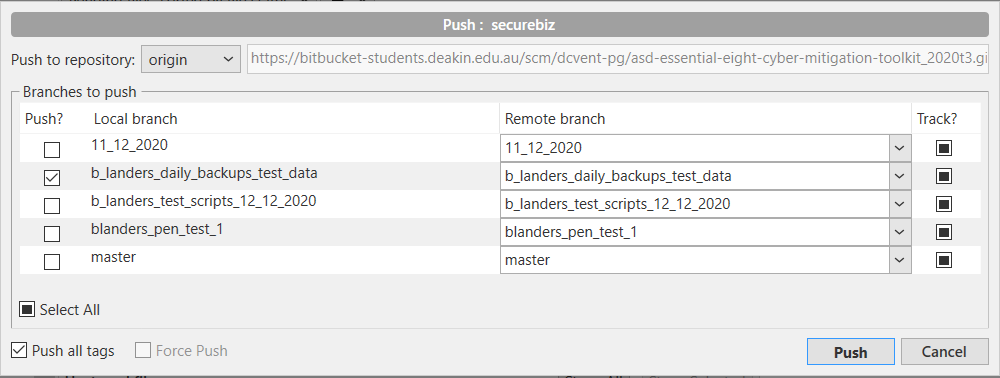 Push : securebiz
Push to repository: origin https://bitbucket-students.deakin.edu.au/scm/dcvent-pg/asd-essential-eight-cyber-mitigation-toolkit_2020t3.gi
Branches to push
Push? Local branch Remote branch Track?
11_12_2020 11_12_2020
b_landers_daily_backups_test_data b_landers_daily_backups_test_data
b_landers_test_scripts_12_12_2020 b_landers_test_scripts_12_12_2020
blanders_pen_test_1 blanders_pen_test_1
master master
Select All
Push all tags Force Push Push Cancel